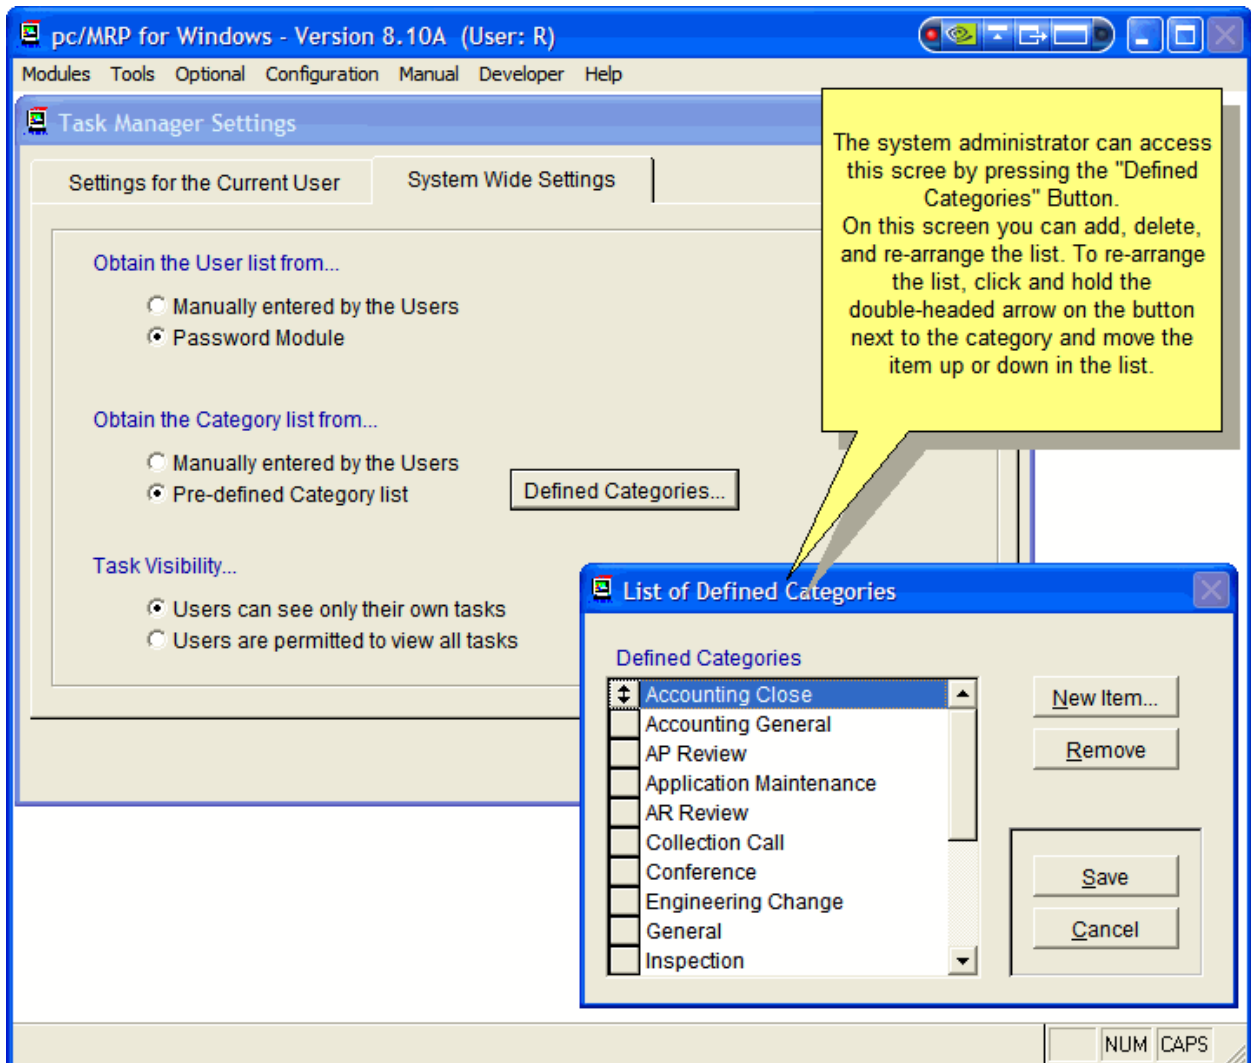 pc/MRP for Windows - Version 8.10A (User: R)
Modules Tools Optional Configuration Manual Developer Help
Task Manager Settings
Settings for the Current User
System Wide Settings
Obtain the User list from...
Manually entered by the Users
Password Module
Obtain the Category list from...
Manually entered by the Users
Pre-defined Category list
Defined Categories...
Task Visibility...
Users can see only their own tasks
Users are permitted to view all tasks
The system administrator can access
this scree by pressing the "Defined
Categories" Button.
On this screen you can add, delete,
and re-arrange the list. To re-arrange
the list, click and hold the
double-headed arrow on the button
next to the category and move the
item up or down in the list.
List of Defined Categories
Defined Categories
Accounting Close
Accounting General
AP Review
Application Maintenance
AR Review
Collection Call
Conference
Engineering Change
General
Inspection
New Item...
Remove
Save
Cancel
NUM CAPS